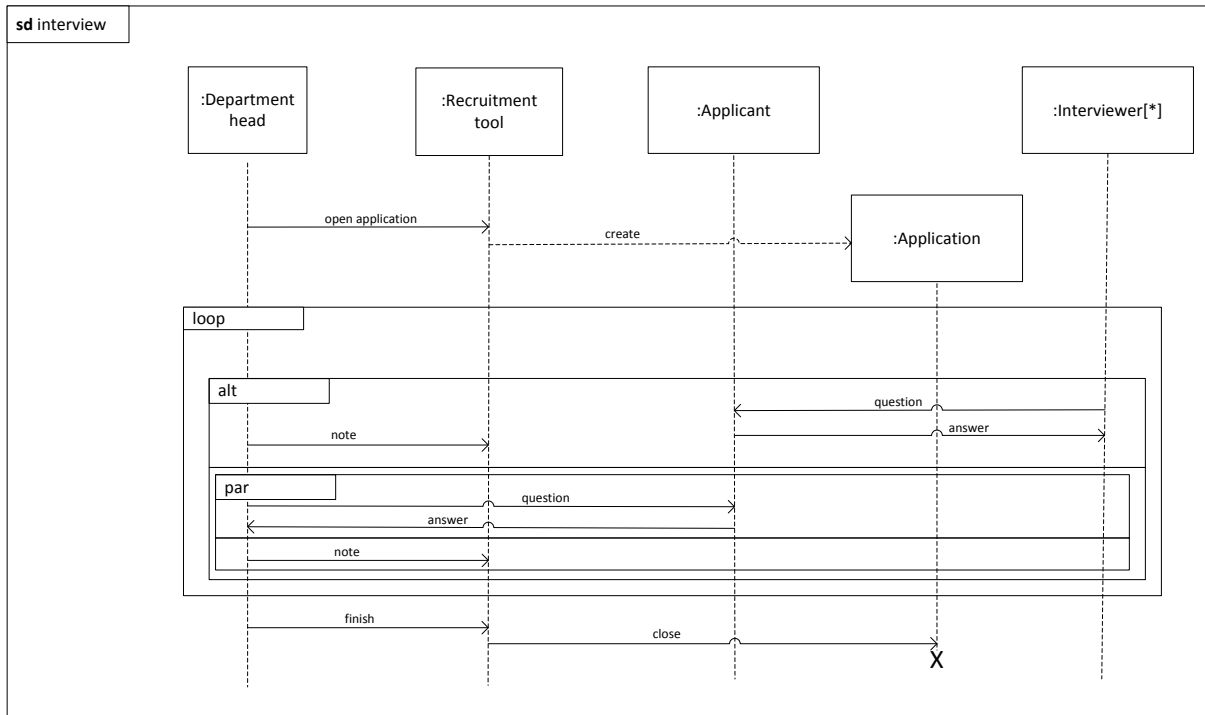 sd interview
:Department
head
:Recruitment
tool
:Applicant
:Interviewer[*]
open application
create
:Application
loop
alt
question
answer
note
par
question
answer
note
finish
close
X